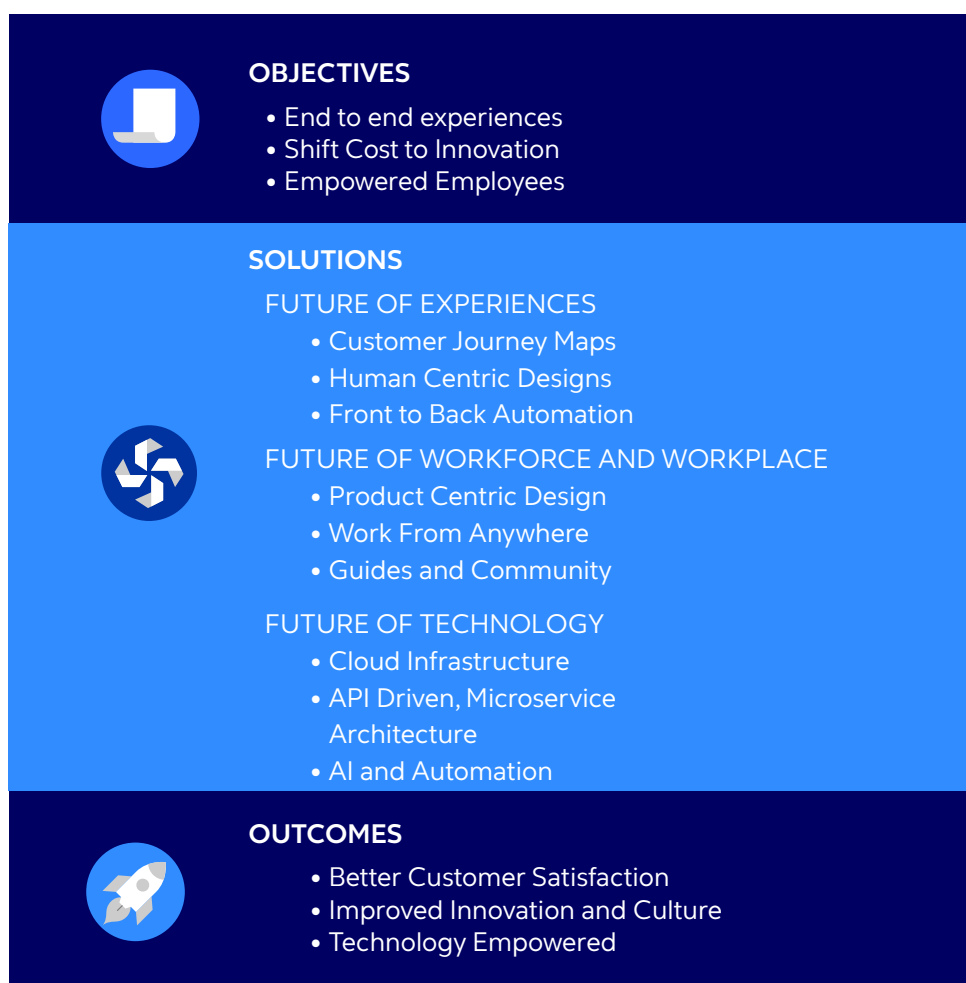 OBJECTIVES
• End to end experiences
• Shift Cost to Innovation
• Empowered Employees
SOLUTIONS
FUTURE OF EXPERIENCES
• Customer Journey Maps
• Human Centric Designs
• Front to Back Automation
FUTURE OF WORKFORCE AND WORKPLACE
• Product Centric Design
• Work From Anywhere
• Guides and Community
FUTURE OF TECHNOLOGY
• Cloud Infrastructure
• API Driven, Microservice
Architecture
• AI and Automation
OUTCOMES
• Better Customer Satisfaction
• Improved Innovation and Culture
• Technology Empowered